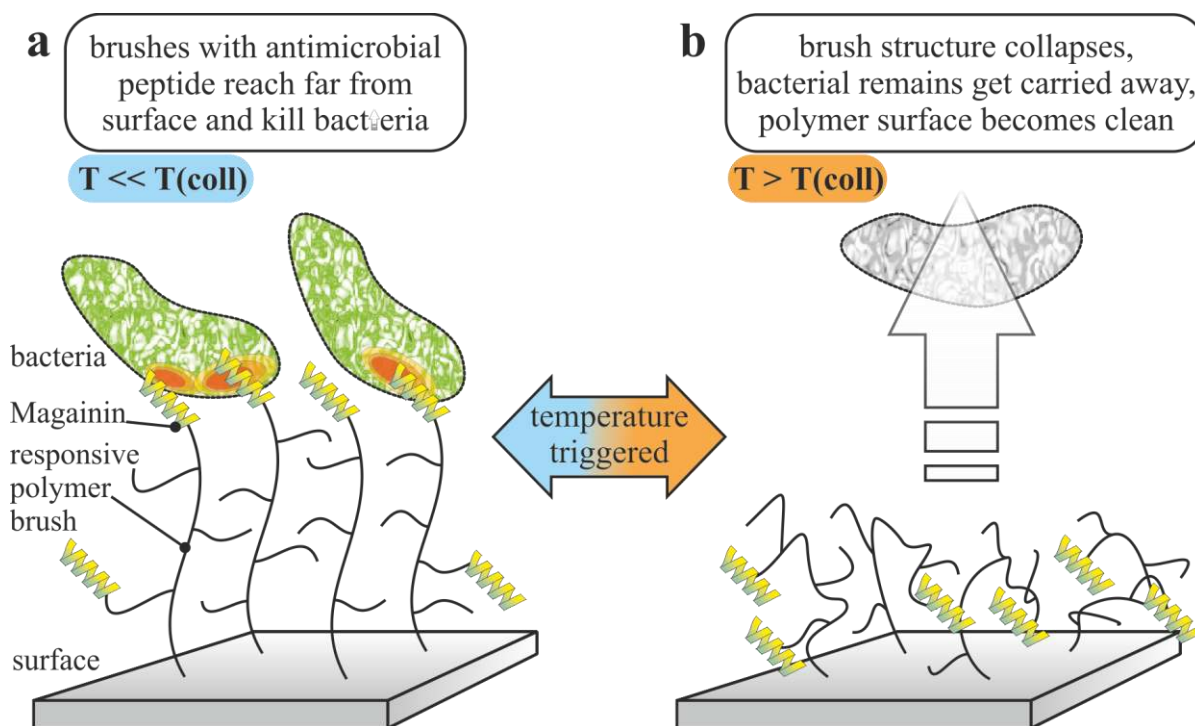 a
brushes with antimicrobial
peptide reach far from
surface and kill bacteria
T << T(coll)
b
brush structure collapses,
bacterial remains get carried away,
polymer surface becomes clean
T > T(coll)
bacteria
Magainin
responsive
polymer
brush
surface
temperature
triggered